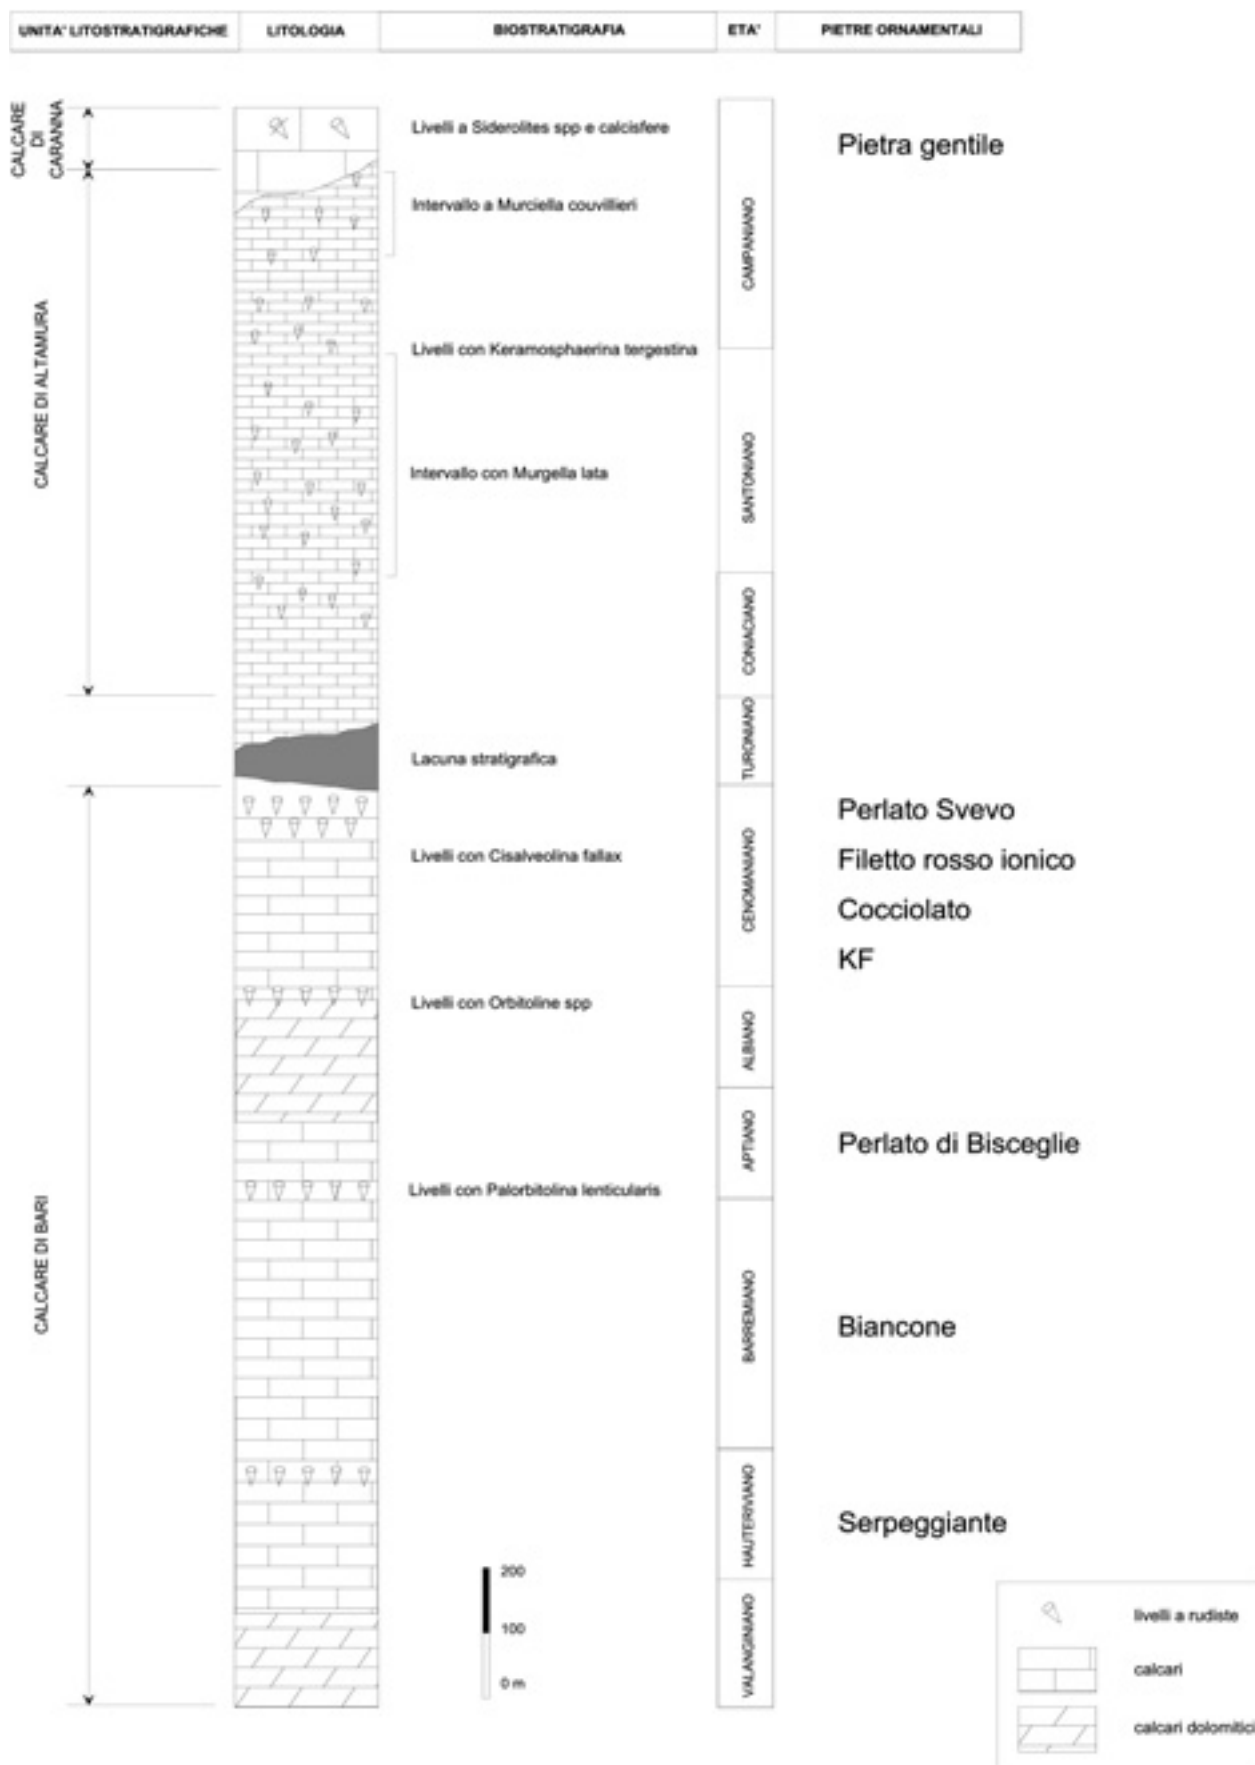 UNITA' LITOSTRATIGRAFICHE
LITOLOGIA
BIOSTRATIGRAFIA
ETA'
PIETRE ORNAMENTALI
CALCARE
DI
CARANNA
CALCARE DI ALTAMURA
CALCARE DI BARI
Livelli a Siderolites spp e calcisfere
Intervallo a Murciella couvillieri
Livelli con Keramosphaerina tergestina
Intervallo con Murgella lata
Lacuna stratigrafica
Livelli con Cisalveolina fallax
Livelli con Orbitoline spp
Livelli con Palorbitolina lenticularis
CAMPANIANO
SANTONIANO
CONIACIANO
TURONIANO
CENOMANIANO
ALBIANO
APTIANO
BARREMIANO
HAUTERIVIANO
VALANGINIANO
Pietra gentile
Perlato Svevo
Filetto rosso ionico
Cocciolato
KF
Perlato di Bisceglie
Biancone
Serpeggiante
200
100
0 m
livelli a rudiste
calcari
calcari dolomitici